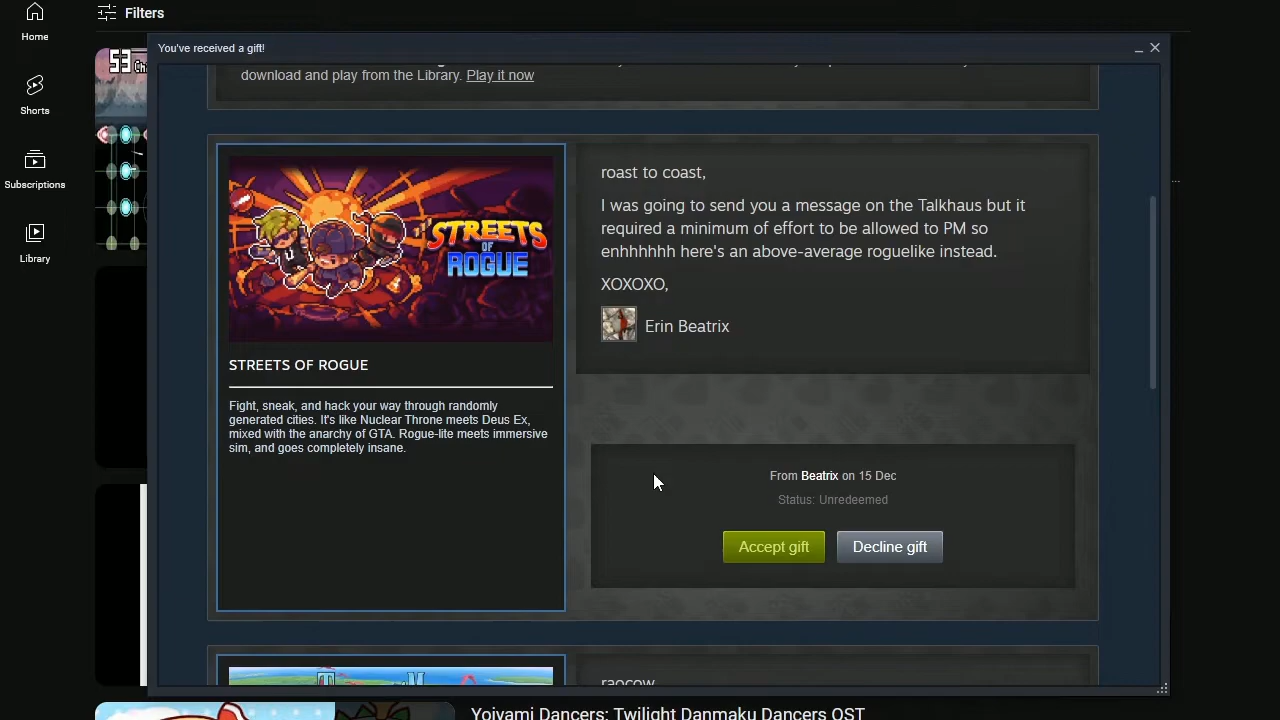 Home
Shorts
Subscriptions
Library
Filters
You've received a gift!
download and play from the Library. Play it now
STREETS
OF
ROGUE
STREETS OF ROGUE
Fight, sneak, and hack your way through randomly
generated cities. It's like Nuclear Throne meets Deus Ex,
mixed with the anarchy of GTA. Rogue-lite meets immersive
sim, and goes completely insane.
roast to coast,
I was going to send you a message on the Talkhaus but it
required a minimum of effort to be allowed to PM so
enhhhhhh here's an above-average roguelike instead.
XOXOXO,
Erin Beatrix
From Beatrix on 15 Dec
Status: Unredeemed
Accept gift
Decline gift
raocow
Yoiyami Dancers: Twilight Danmaku Dancers OST